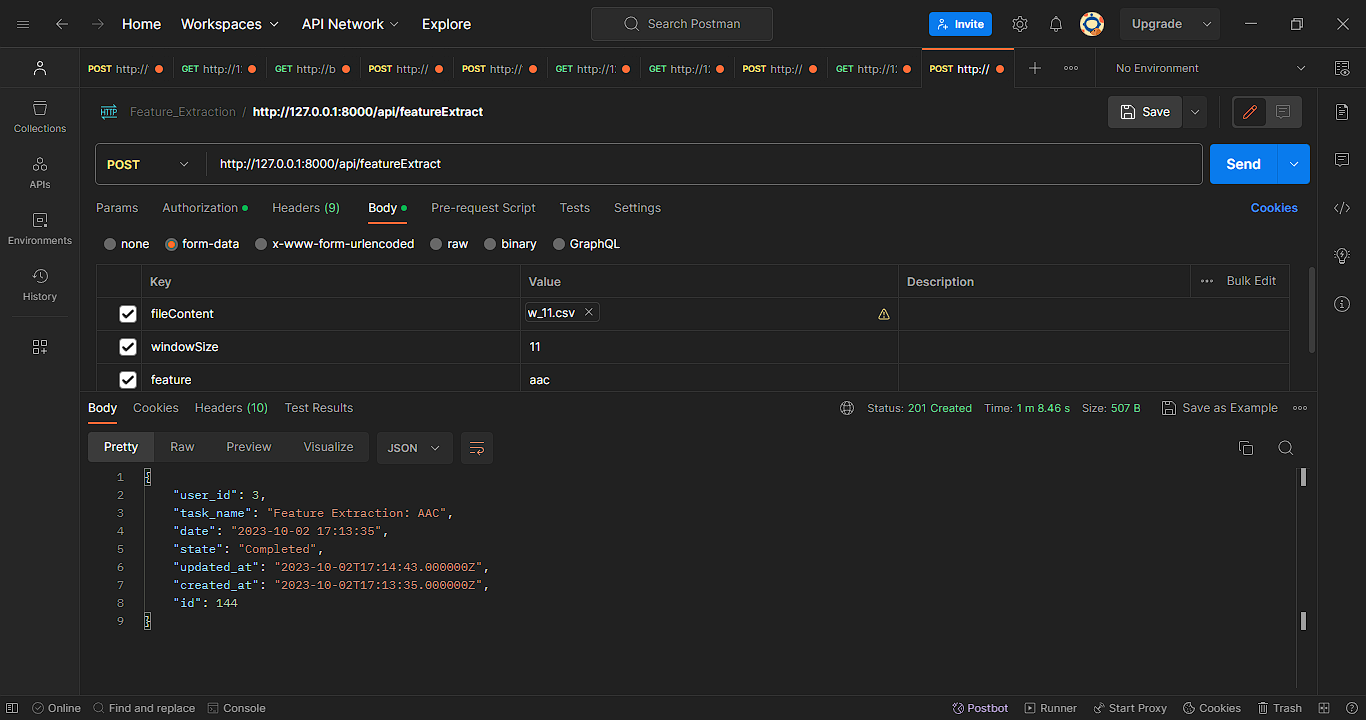 Home Workspaces API Network Explore Search Postman Invite Upgrade
POST http:/ GET http://1 GET http://b POST http:// POST http:// GET http://1 GET http://1 POST http:// GET http://1 POST http:// No Environment
HTTP Feature_Extraction / http://127.0.0.1:8000/api/featureExtract Save
Collections
POST http://127.0.0.1:8000/api/featureExtract Send
APIs
Params Authorization Headers (9) Body Pre-request Script Tests Settings Cookies
Environments
none form-data x-www-form-urlencoded raw binary GraphQL
Key Value Description Bulk Edit
History
fileContent w_11.csv
windowSize 11
feature aac
Body Cookies Headers (10) Test Results Status: 201 Created Time: 1 m 8.46 s Size: 507 B Save as Example
Pretty Raw Preview Visualize JSON
1 {
2 "user_id": 3,
3 "task_name": "Feature Extraction: AAC",
4 "date": "2023-10-02 17:13:35",
5 "state": "Completed",
6 "updated_at": "2023-10-02T17:14:43.000000Z",
7 "created_at": "2023-10-02T17:13:35.000000Z",
8 "id": 144
9 }
Online Find and replace Console Postbot Runner Start Proxy Cookies Trash